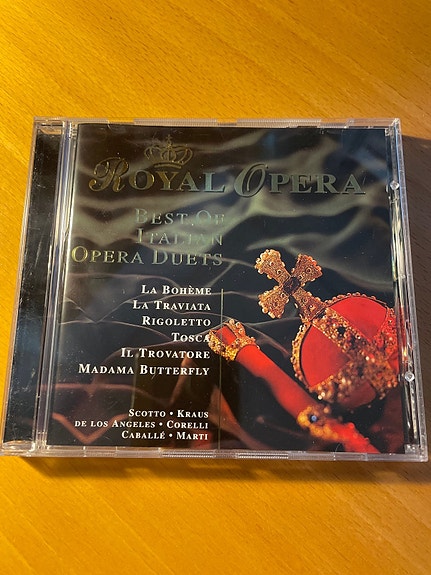 Royal Opera
Best Of
Italian
Opera Duets
La Bohème
La Traviata
Rigoletto
Tosca
Il Trovatore
Madama Butterfly
Scotto • Kraus
de los Angeles • Corelli
Caballé • Marti